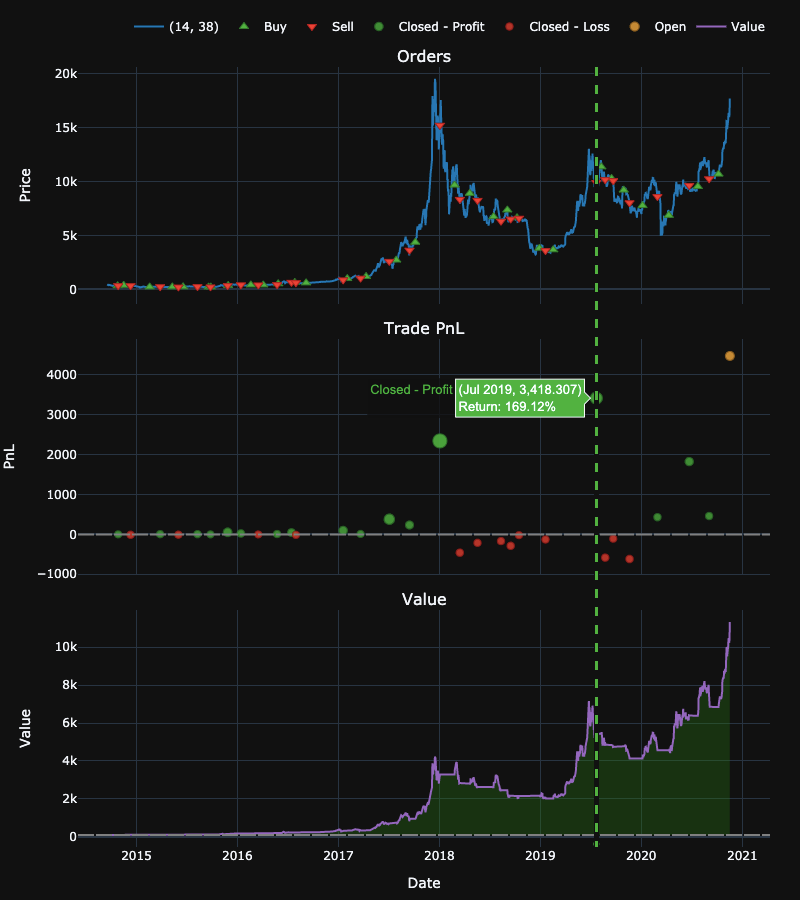 (14, 38) Buy Sell Closed - Profit Closed - Loss Open Value
Orders
20k
15k
10k
5k
0
Price
Trade PnL
4000
3000
2000
1000
0
−1000
PnL
Closed - Profit (Jul 2019, 3,418.307)
Return: 169.12%
Value
10k
8k
6k
4k
2k
0
Value
2015 2016 2017 2018 2019 2020 2021
Date